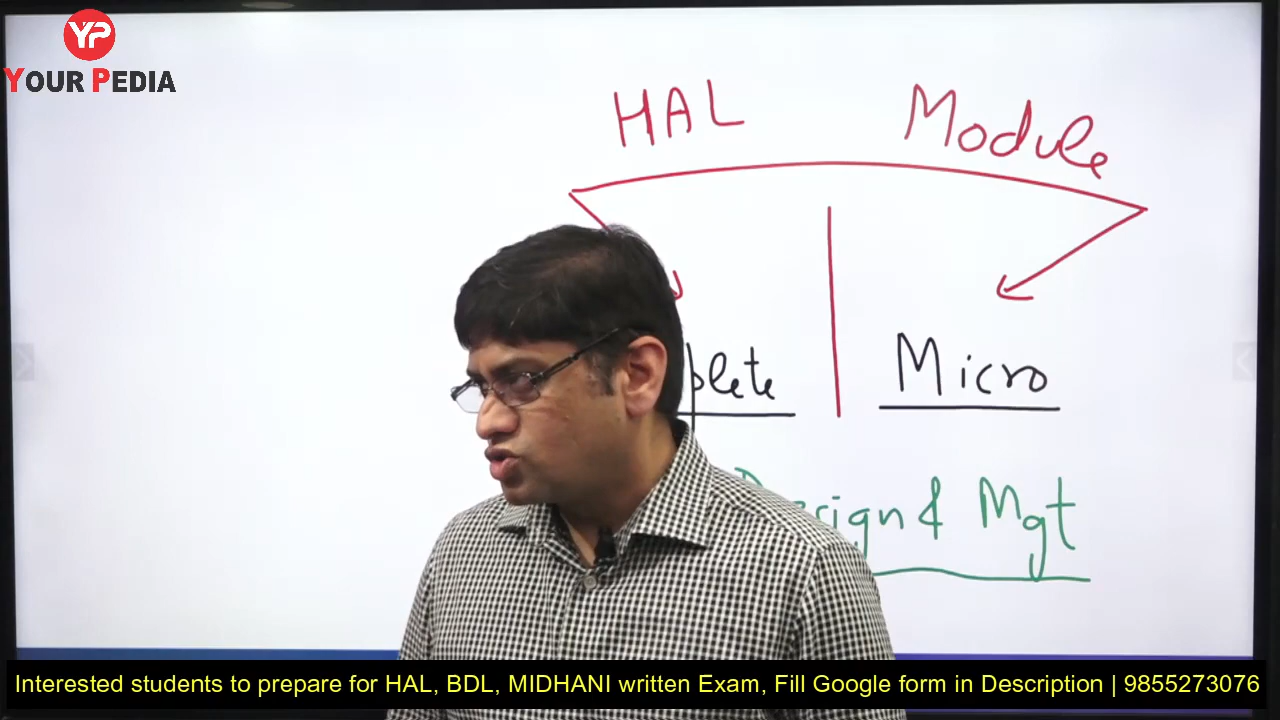 YP
YOUR PEDIA
HAL Module
plete
Micro
Design & Mgt
Interested students to prepare for HAL, BDL, MIDHANI written Exam, Fill Google form in Description | 9855273076